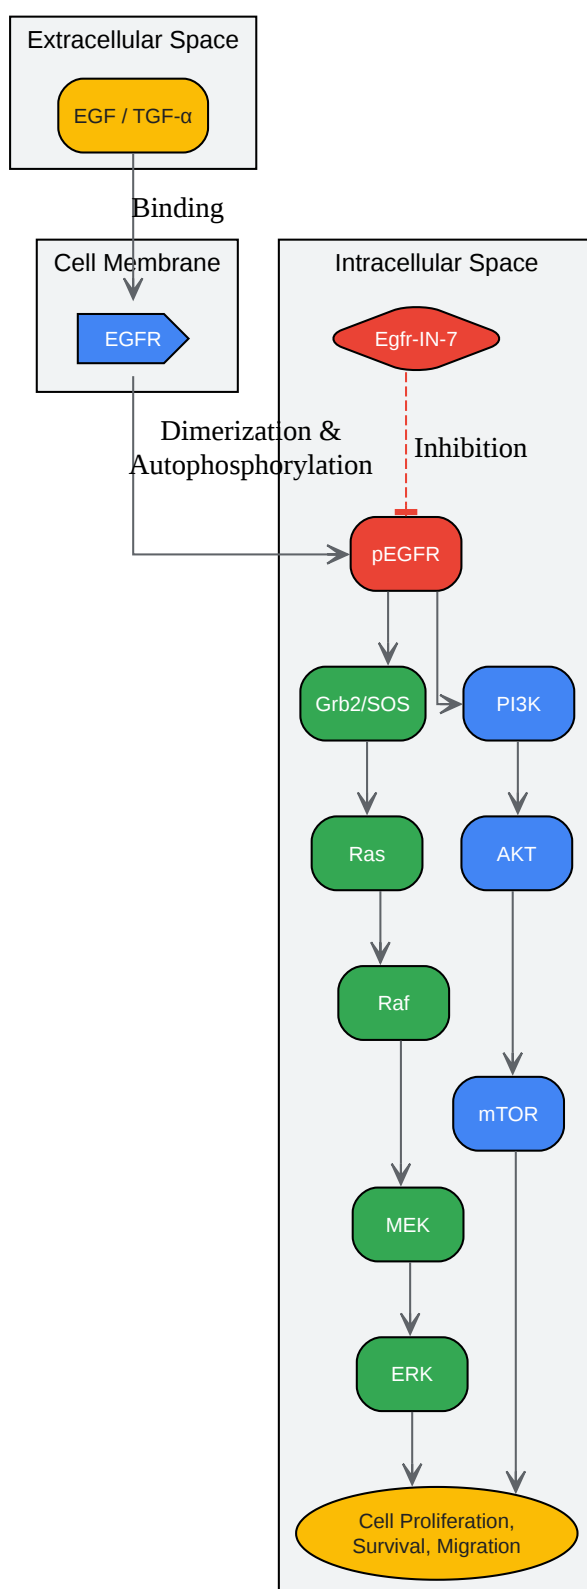 Extracellular Space
EGF / TGF-α
Binding
Cell Membrane
EGFR
Dimerization &
Autophosphorylation
Intracellular Space
Egfr-IN-7
Inhibition
pEGFR
Grb2/SOS
PI3K
Ras
AKT
Raf
mTOR
MEK
ERK
Cell Proliferation,
Survival, Migration